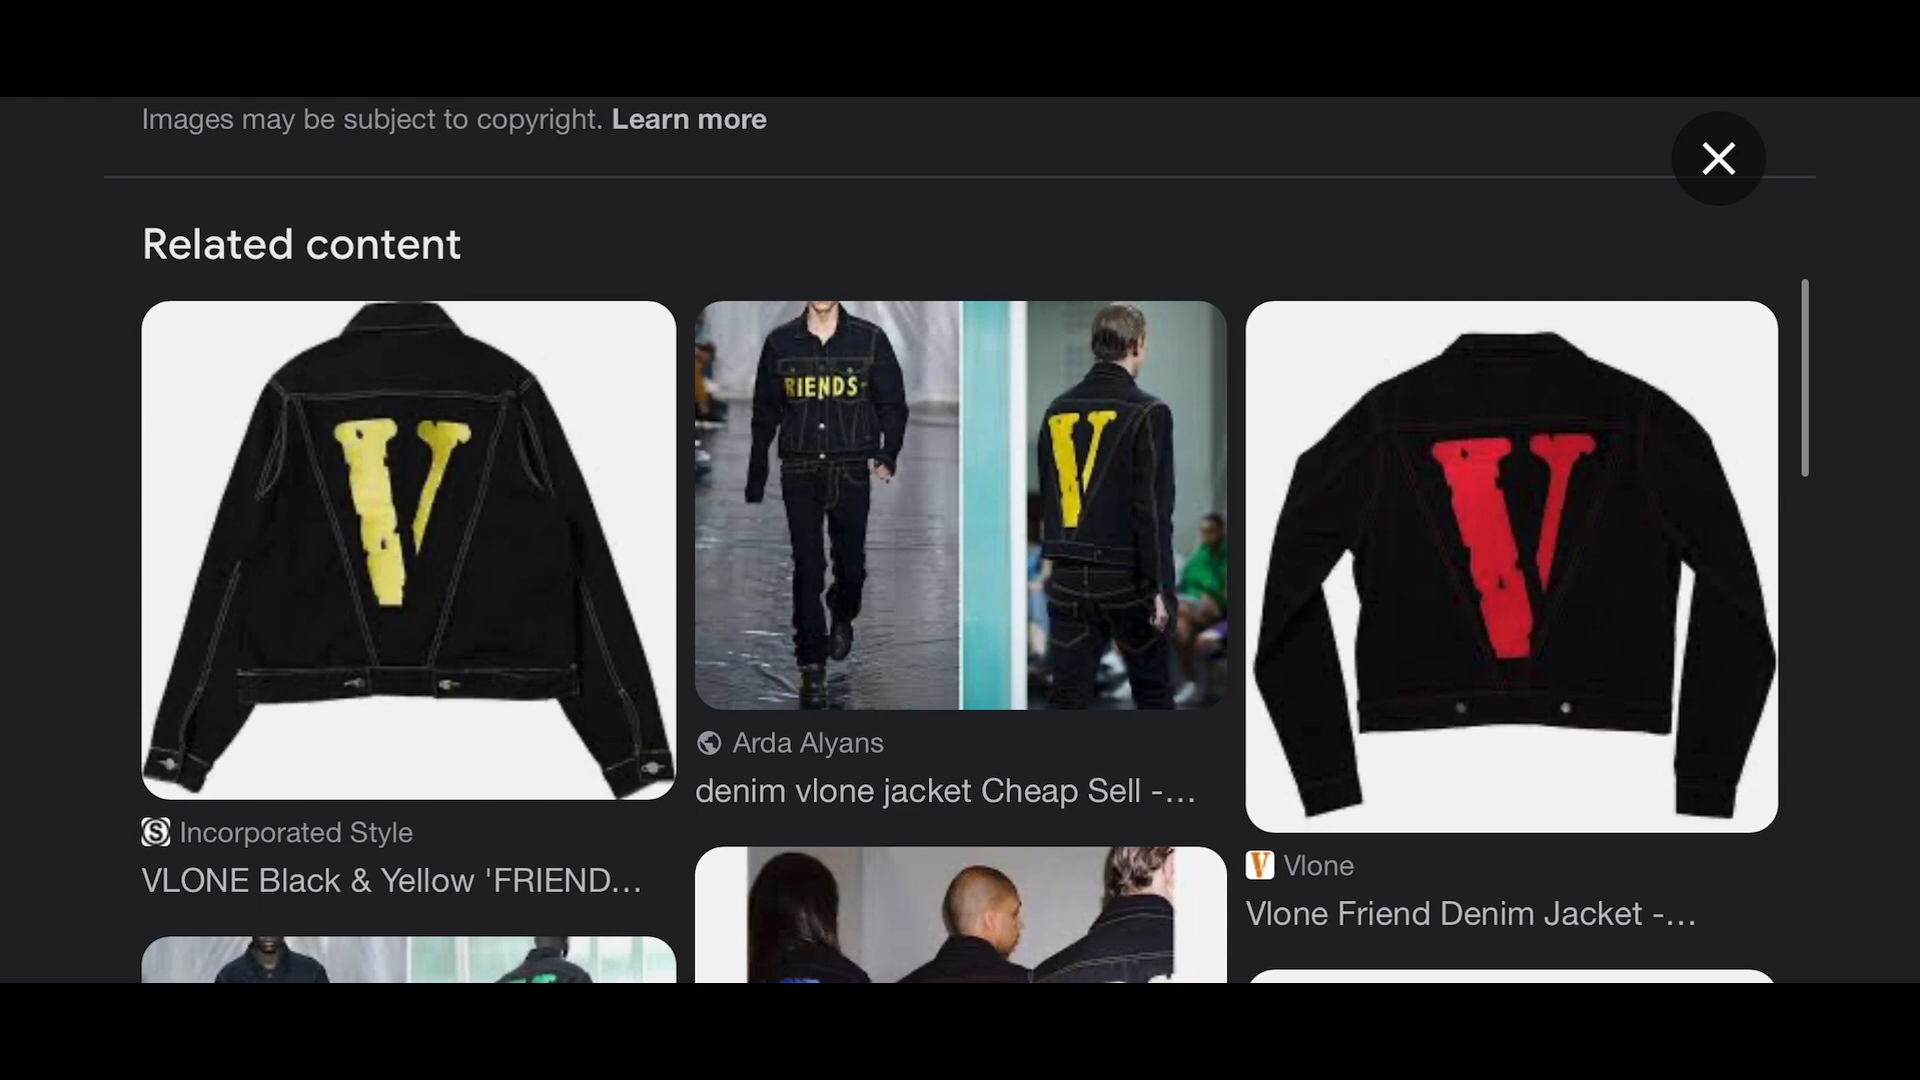 Images may be subject to copyright. Learn more
Related content
V
RIENDS
V
V
Arda Alyans
denim vlone jacket Cheap Sell -...
S Incorporated Style
VLONE Black & Yellow 'FRIEND...
V Vlone
Vlone Friend Denim Jacket -...